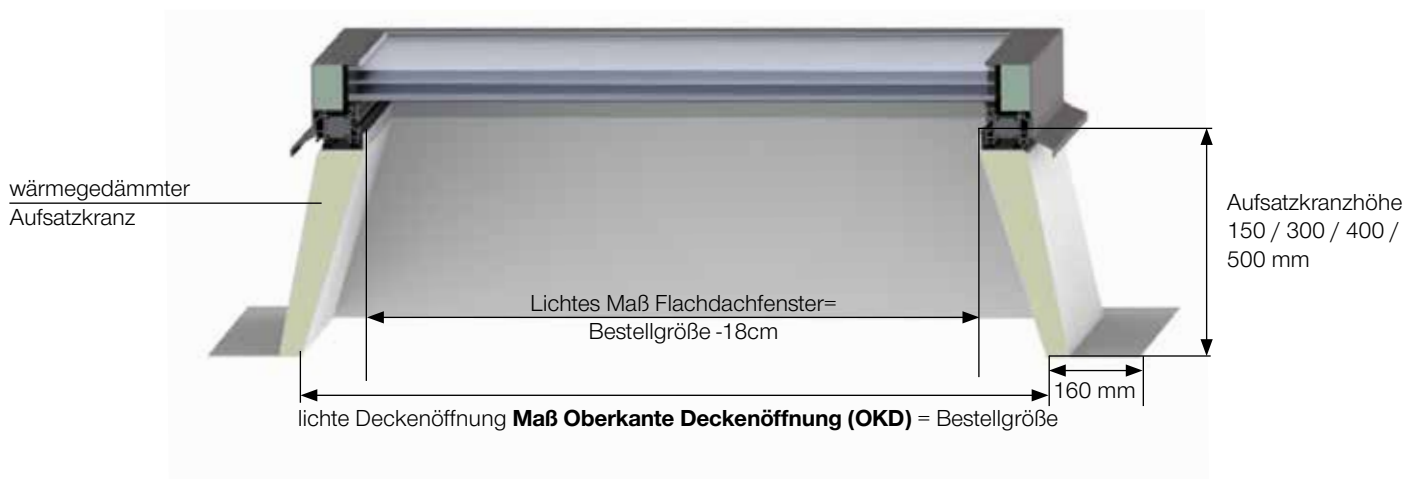 wärmegedämmter
Aufsatzkranz
Aufsatzkranzhöhe
150 / 300 / 400 /
500 mm
Lichtes Maß Flachdachfenster=
Bestellgröße -18cm
160 mm
lichte Deckenöffnung Maß Oberkante Deckenöffnung (OKD) = Bestellgröße